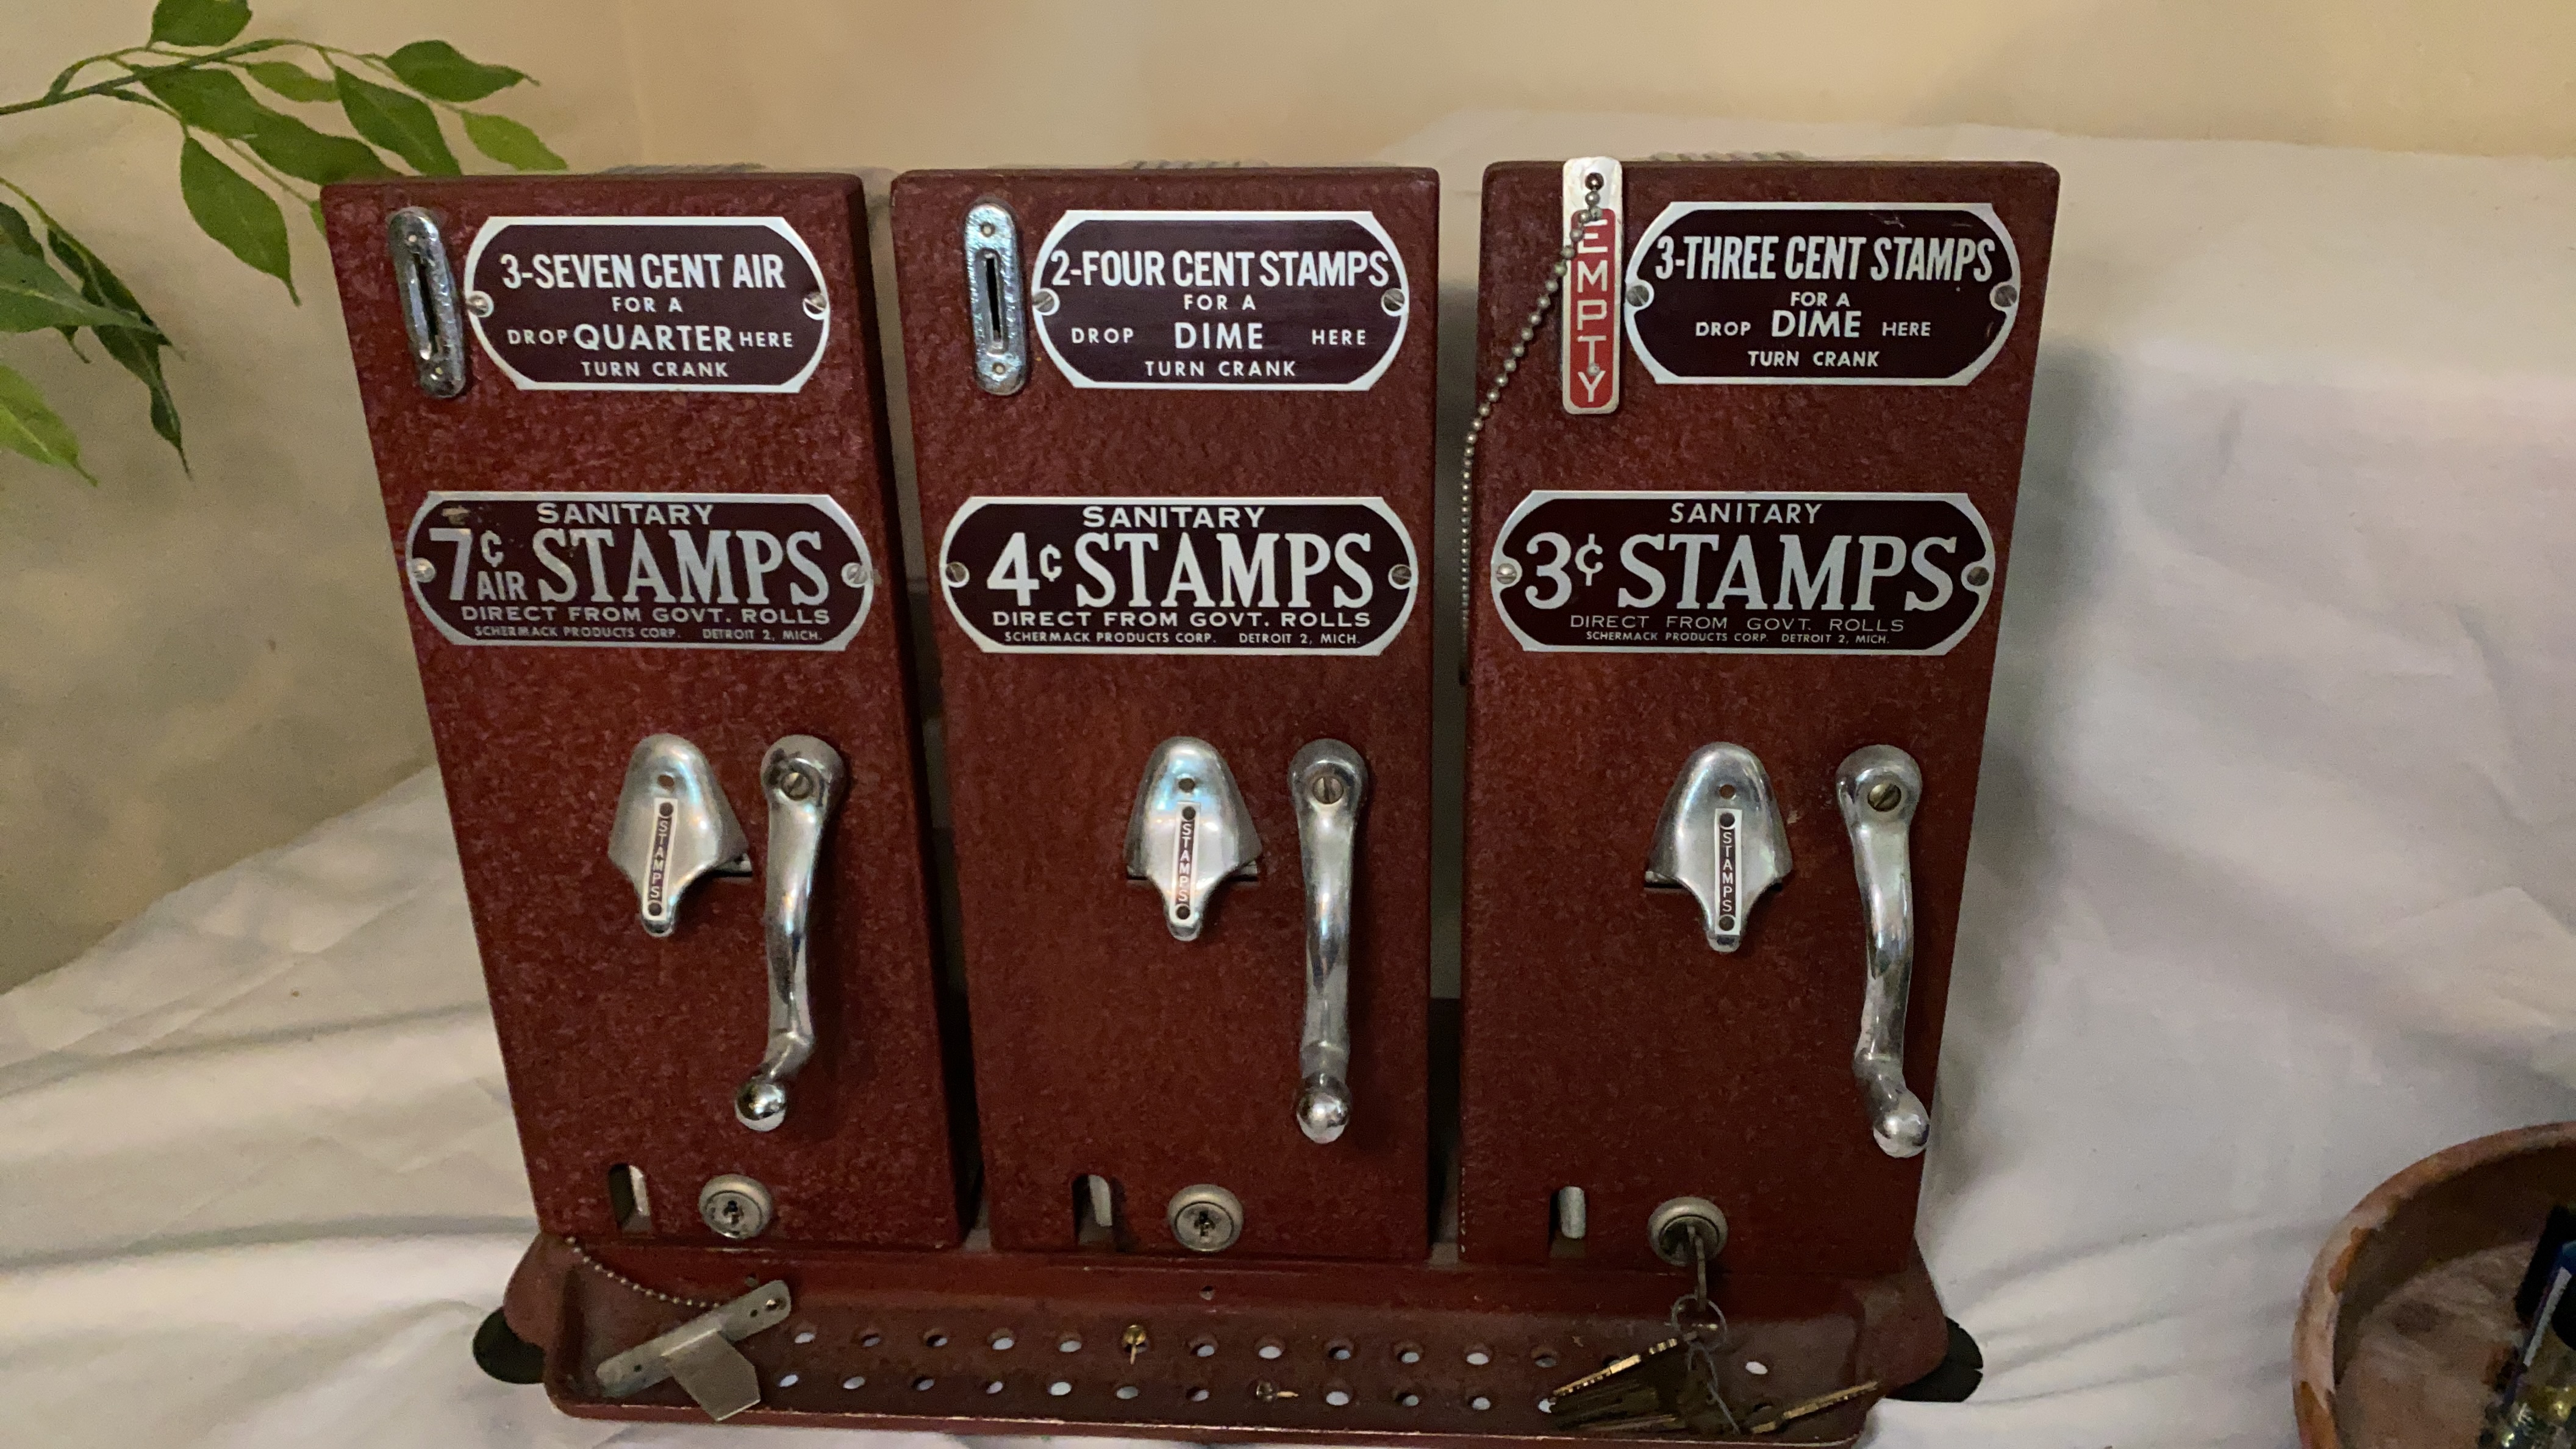 3-SEVEN CENT AIR
FOR A
DROP QUARTER HERE
TURN CRANK
SANITARY
7¢ AIR STAMPS
DIRECT FROM GOVT. ROLLS
SCHERMACK PRODUCTS CORP. DETROIT 2, MICH.
STAMPS
2-FOUR CENT STAMPS
FOR A
DROP DIME HERE
TURN CRANK
SANITARY
4¢ STAMPS
DIRECT FROM GOVT. ROLLS
SCHERMACK PRODUCTS CORP. DETROIT 2, MICH.
STAMPS
EMPTY
3-THREE CENT STAMPS
FOR A
DROP DIME HERE
TURN CRANK
SANITARY
3¢ STAMPS
DIRECT FROM GOVT. ROLLS
SCHERMACK PRODUCTS CORP. DETROIT 2, MICH.
STAMPS